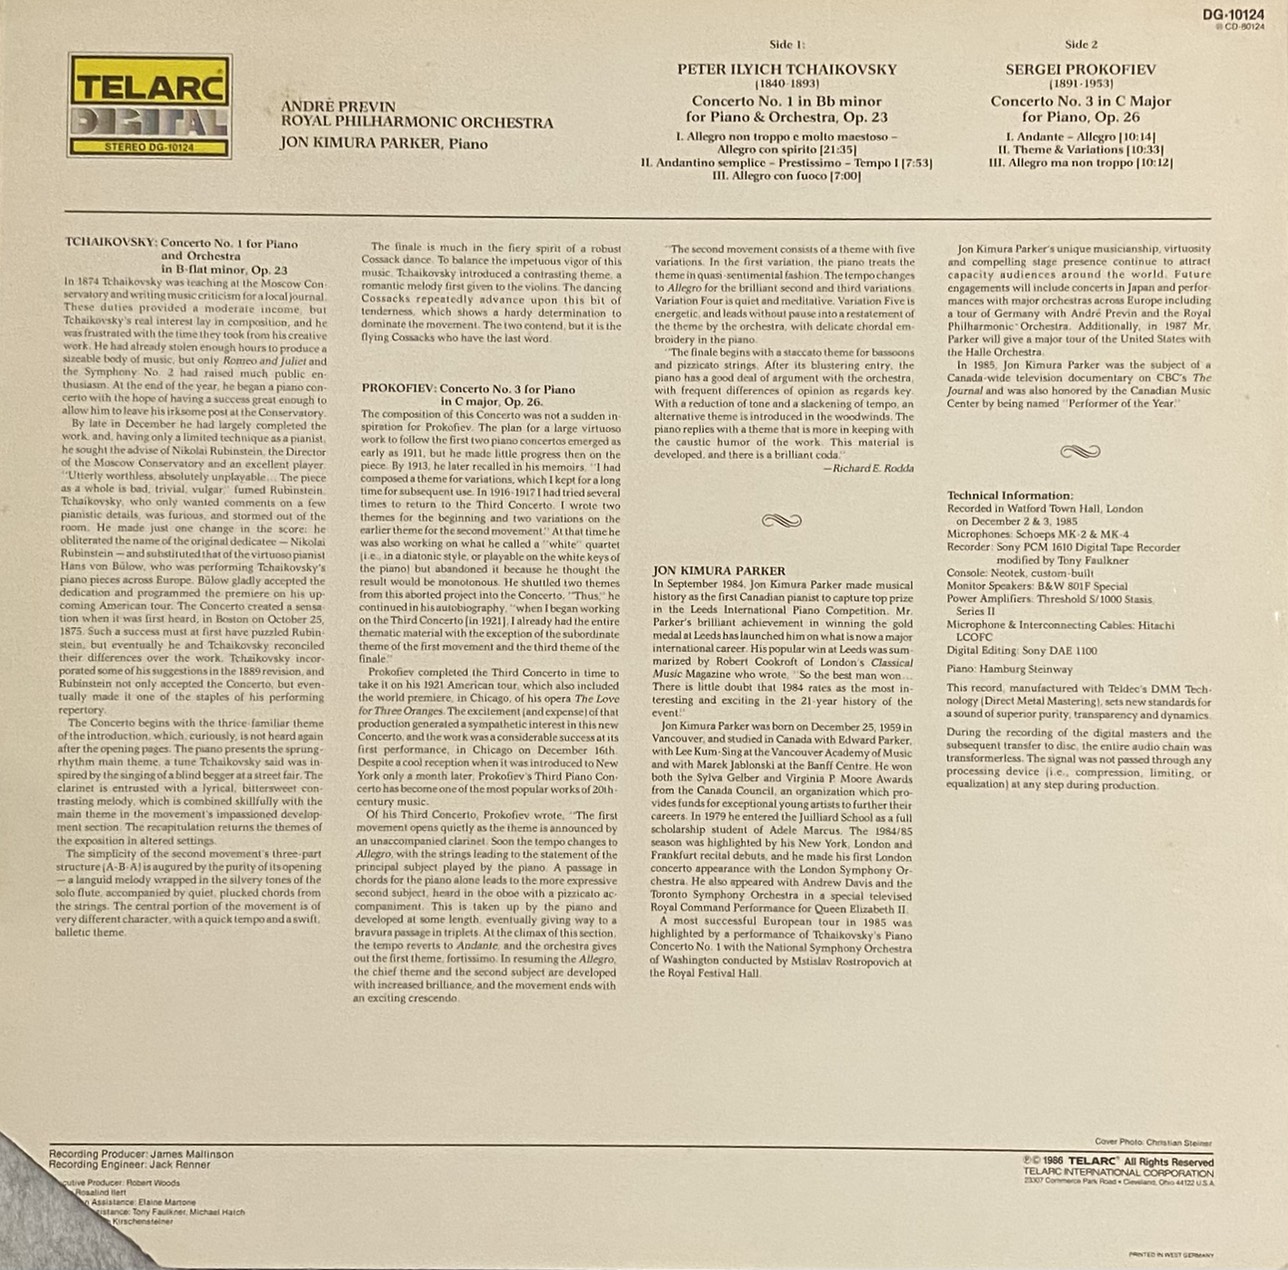 DG-10124
CD-80124
TELARC
DIGITAL
STEREO DG-10124
ANDRÉ PREVIN
ROYAL PHILHARMONIC ORCHESTRA
JON KIMURA PARKER, Piano
Side 1:
PETER ILYICH TCHAIKOVSKY
(1840-1893)
Concerto No. 1 in Bb minor
for Piano & Orchestra, Op. 23
I. Allegro non troppo e molto maestoso –
Allegro con spirito [21:35]
II. Andantino semplice – Prestissimo – Tempo I [7:53]
III. Allegro con fuoco [7:00]
Side 2
SERGEI PROKOFIEV
(1891-1953)
Concerto No. 3 in C Major
for Piano, Op. 26
I. Andante – Allegro [10:14]
II. Theme & Variations [10:33]
III. Allegro ma non troppo [10:12]
TCHAIKOVSKY: Concerto No. 1 for Piano
and Orchestra
in B-flat minor, Op. 23
In 1874 Tchaikovsky was teaching at the Moscow Con-
servatory and writing music criticism for a local journal.
These duties provided a moderate income, but
Tchaikovsky's real interest lay in composition, and he
was frustrated with the time they took from his creative
work. He had already stolen enough hours to produce a
sizeable body of music, but only Romeo and Juliet and
the Symphony No. 2 had raised much public en-
thusiasm. At the end of the year, he began a piano con-
certo with the hope of having a success great enough to
allow him to leave his irksome post at the Conservatory.
By late in December he had largely completed the
work, and, having only a limited technique as a pianist,
he sought the advise of Nikolai Rubinstein, the Director
of the Moscow Conservatory and an excellent player.
"Utterly worthless, absolutely unplayable... The piece
as a whole is bad, trivial, vulgar," fumed Rubinstein.
Tchaikovsky, who only wanted comments on a few
pianistic details, was furious, and stormed out of the
room. He made just one change in the score: he
obliterated the name of the original dedicatee — Nikolai
Rubinstein — and substituted that of the virtuoso pianist
Hans von Bülow, who was performing Tchaikovsky's
piano pieces across Europe. Bülow gladly accepted the
dedication and programmed the premiere on his up-
coming American tour. The Concerto created a sensa-
tion when it was first heard, in Boston on October 25,
1875. Such a success must at first have puzzled Rubin-
stein, but eventually he and Tchaikovsky reconciled
their differences over the work. Tchaikovsky incor-
porated some of his suggestions in the 1889 revision, and
Rubinstein not only accepted the Concerto, but even-
tually made it one of the staples of his performing
repertory.
The Concerto begins with the thrice-familiar theme
of the introduction, which, curiously, is not heard again
after the opening pages. The piano presents the sprung-
rhythm main theme, a tune Tchaikovsky said was in-
spired by the singing of a blind begger at a street fair. The
clarinet is entrusted with a lyrical, bittersweet con-
trasting melody, which is combined skillfully with the
main theme in the movement's impassioned develop-
ment section. The recapitulation returns the themes of
the exposition in altered settings.
The simplicity of the second movement's three-part
structure (A-B-A) is augured by the purity of its opening
— a languid melody wrapped in the silvery tones of the
solo flute, accompanied by quiet, plucked chords from
the strings. The central portion of the movement is of
very different character, with a quick tempo and a swift,
balletic theme.
The finale is much in the fiery spirit of a robust
Cossack dance. To balance the impetuous vigor of this
music, Tchaikovsky introduced a contrasting theme, a
romantic melody first given to the violins. The dancing
Cossacks repeatedly advance upon this bit of
tenderness, which shows a hardy determination to
dominate the movement. The two contend, but it is the
flying Cossacks who have the last word.
PROKOFIEV: Concerto No. 3 for Piano
in C major, Op. 26.
The composition of this Concerto was not a sudden in-
spiration for Prokofiev. The plan for a large virtuoso
work to follow the first two piano concertos emerged as
early as 1911, but he made little progress then on the
piece. By 1913, he later recalled in his memoirs, "I had
composed a theme for variations, which I kept for a long
time for subsequent use. In 1916-1917 I had tried several
times to return to the Third Concerto. I wrote two
themes for the beginning and two variations on the
earlier theme for the second movement." At that time he
was also working on what he called a "white" quartet
(i.e., in a diatonic style, or playable on the white keys of
the piano) but abandoned it because he thought the
result would be monotonous. He shuttled two themes
from this aborted project into the Concerto. "Thus," he
continued in his autobiography, "when I began working
on the Third Concerto [in 1921], I already had the entire
thematic material with the exception of the subordinate
theme of the first movement and the third theme of the
finale."
Prokofiev completed the Third Concerto in time to
take it on his 1921 American tour, which also included
the world premiere, in Chicago, of his opera The Love
for Three Oranges. The excitement (and expense) of that
production generated a sympathetic interest in this new
Concerto, and the work was a considerable success at its
first performance, in Chicago on December 16th.
Despite a cool reception when it was introduced to New
York only a month later, Prokofiev's Third Piano Con-
certo has become one of the most popular works of 20th-
century music.
Of his Third Concerto, Prokofiev wrote, "The first
movement opens quietly as the theme is announced by
an unaccompanied clarinet. Soon the tempo changes to
Allegro, with the strings leading to the statement of the
principal subject played by the piano. A passage in
chords for the piano alone leads to the more expressive
second subject, heard in the oboe with a pizzicato ac-
companiment. This is taken up by the piano and
developed at some length, eventually giving way to a
bravura passage in triplets. At the climax of this section,
the tempo reverts to Andante, and the orchestra gives
out the first theme, fortissimo. In resuming the Allegro,
the chief theme and the second subject are developed
with increased brilliance, and the movement ends with
an exciting crescendo.
"The second movement consists of a theme with five
variations. In the first variation, the piano treats the
theme in quasi-sentimental fashion. The tempo changes
to Allegro for the brilliant second and third variations.
Variation Four is quiet and meditative. Variation Five is
energetic, and leads without pause into a restatement of
the theme by the orchestra, with delicate chordal em-
broidery in the piano.
"The finale begins with a staccato theme for bassoons
and pizzicato strings. After its blustering entry, the
piano has a good deal of argument with the orchestra,
with frequent differences of opinion as regards key.
With a reduction of tone and a slackening of tempo, an
alternative theme is introduced in the woodwinds. The
piano replies with a theme that is more in keeping with
the caustic humor of the work. This material is
developed, and there is a brilliant coda."
—Richard E. Rodda
JON KIMURA PARKER
In September 1984, Jon Kimura Parker made musical
history as the first Canadian pianist to capture top prize
in the Leeds International Piano Competition. Mr.
Parker's brilliant achievement in winning the gold
medal at Leeds has launched him on what is now a major
international career. His popular win at Leeds was sum-
marized by Robert Cookroft of London's Classical
Music Magazine who wrote, "So the best man won...
There is little doubt that 1984 rates as the most in-
teresting and exciting in the 21-year history of the
event."
Jon Kimura Parker was born on December 25, 1959 in
Vancouver, and studied in Canada with Edward Parker,
with Lee Kum-Sing at the Vancouver Academy of Music
and with Marek Jablonski at the Banff Centre. He won
both the Sylva Gelber and Virginia P. Moore Awards
from the Canada Council, an organization which pro-
vides funds for exceptional young artists to further their
careers. In 1979 he entered the Juilliard School as a full
scholarship student of Adele Marcus. The 1984/85
season was highlighted by his New York, London and
Frankfurt recital debuts, and he made his first London
concerto appearance with the London Symphony Or-
chestra. He also appeared with Andrew Davis and the
Toronto Symphony Orchestra in a special televised
Royal Command Performance for Queen Elizabeth II.
A most successful European tour in 1985 was
highlighted by a performance of Tchaikovsky's Piano
Concerto No. 1 with the National Symphony Orchestra
of Washington conducted by Mstislav Rostropovich at
the Royal Festival Hall.
Jon Kimura Parker's unique musicianship, virtuosity
and compelling stage presence continue to attract
capacity audiences around the world. Future
engagements will include concerts in Japan and perfor-
mances with major orchestras across Europe including
a tour of Germany with André Previn and the Royal
Philharmonic Orchestra. Additionally, in 1987 Mr.
Parker will give a major tour of the United States with
the Halle Orchestra.
In 1985, Jon Kimura Parker was the subject of a
Canada-wide television documentary on CBC's The
Journal and was also honored by the Canadian Music
Center by being named "Performer of the Year."
Technical Information:
Recorded in Watford Town Hall, London
on December 2 & 3, 1985
Microphones: Schoeps MK-2 & MK-4
Recorder: Sony PCM 1610 Digital Tape Recorder
modified by Tony Faulkner
Console: Neotek, custom-built
Monitor Speakers: B&W 801F Special
Power Amplifiers: Threshold S/1000 Stasis,
Series II
Microphone & Interconnecting Cables: Hitachi
LCOFC
Digital Editing: Sony DAE 1100
Piano: Hamburg Steinway
This record, manufactured with Teldec's DMM Tech-
nology (Direct Metal Mastering), sets new standards for
a sound of superior purity, transparency and dynamics.
During the recording of the digital masters and the
subsequent transfer to disc, the entire audio chain was
transformerless. The signal was not passed through any
processing device (i.e., compression, limiting, or
equalization) at any step during production.
Recording Producer: James Mallinson
Recording Engineer: Jack Renner
cutive Producer: Robert Woods
Rosalind Ilett
n Assistance: Elaine Martone
istance: Tony Faulkner, Michael Hatch
Kirschensteiner
Cover Photo: Christian Steiner
℗© 1986 TELARC® All Rights Reserved
TELARC INTERNATIONAL CORPORATION
23307 Commerce Park Road • Cleveland, Ohio 44122 U.S.A.
PRINTED IN WEST GERMANY